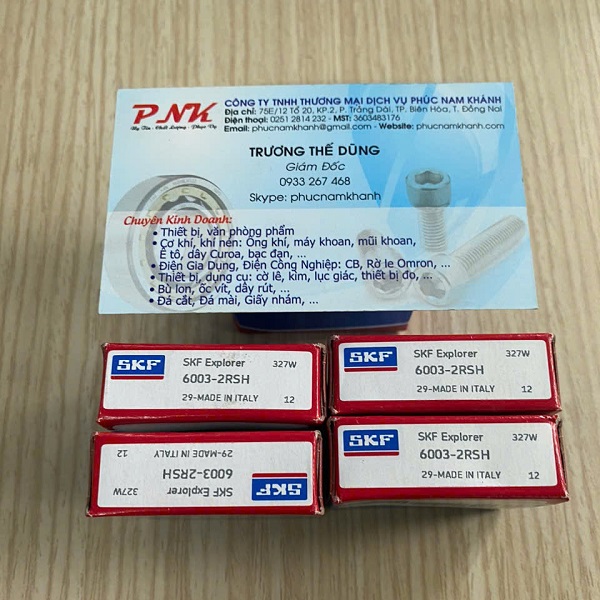 PNK
Uy Tín - Chất Lượng - Phục Vụ
CÔNG TY TNHH THƯƠNG MẠI DỊCH VỤ PHÚC NAM KHÁNH
Địa chỉ: 75E/12 Tổ 20, KP.2, P. Trảng Dài, TP. Biên Hòa, T. Đồng Nai
Điện thoại: 0251 2814 232 - MST: 3603483176
Email: phucnamkhanh@gmail.com - Website: phucnamkhanh.com
TRƯƠNG THẾ DŨNG
Giám Đốc
0933 267 468
Skype: phucnamkhanh
Chuyên Kinh Doanh:
• Thiết bị, văn phòng phẩm
• Cơ khí, khí nén: Ống khí, máy khoan, mũi khoan,
Ê tô, dây Curoa, bạc đạn, ...
• Điện Gia Dụng, Điện Công Nghiệp: CB, Rờ le Omron, ...
• Thiết bị, dụng cụ: cờ lê, kìm, lục giác, thiết bị đo, ...
• Bù lon, ốc vít, dây rút, ...
• Đá cắt, Đá mài, Giấy nhám, ...
SKF SKF Explorer 327W
6003-2RSH
29-MADE IN ITALY 12
SKF SKF Explorer 327W
6003-2RSH
29-MADE IN ITALY 12
SKF SKF Explorer 327W
6003-2RSH
29-MADE IN ITALY 12
SKF SKF Explorer 327W
6003-2RSH
29-MADE IN ITALY 12